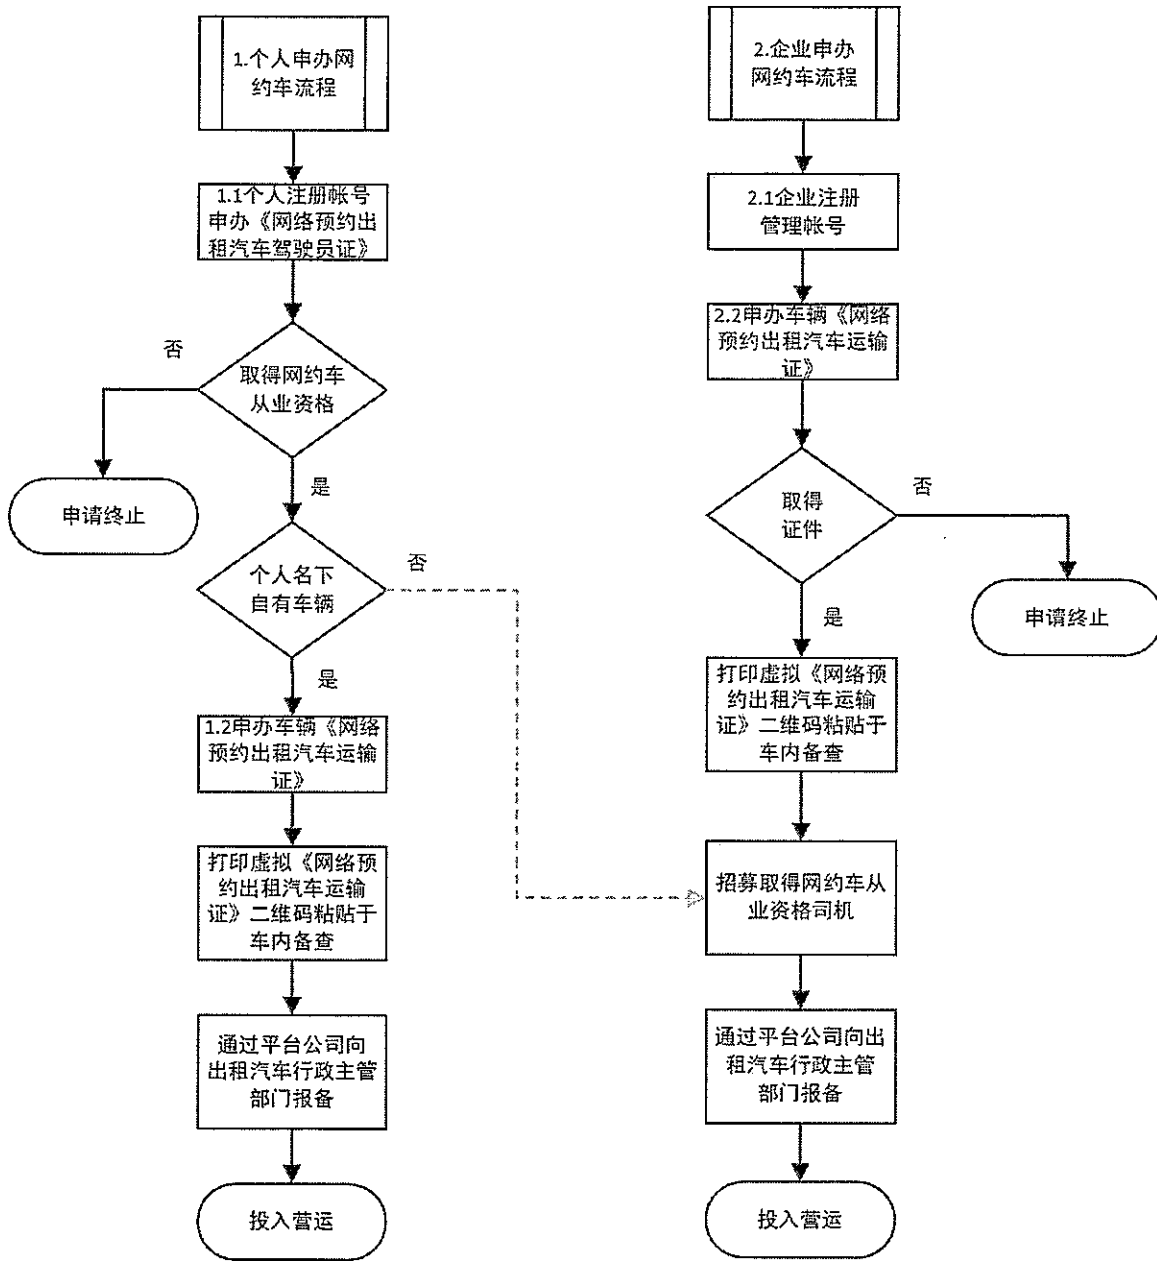 1.个人申办网
约车流程
1.1个人注册帐号
申办《网络预约出
租汽车驾驶员证》
否
取得网约车
从业资格
申请终止
是
个人名下
自有车辆
否
是
1.2申办车辆《网络
预约出租汽车运输
证》
打印虚拟《网络预
约出租汽车运输
证》二维码粘贴于
车内备查
通过平台公司向
出租汽车行政主管
部门报备
投入营运
2.企业申办
网约车流程
2.1企业注册
管理帐号
2.2申办车辆《网络
预约出租汽车运输
证》
取得
证件
否
申请终止
是
打印虚拟《网络预
约出租汽车运输
证》二维码粘贴于
车内备查
招募取得网约车从
业资格司机
通过平台公司向出
租汽车行政主管
部门报备
投入营运